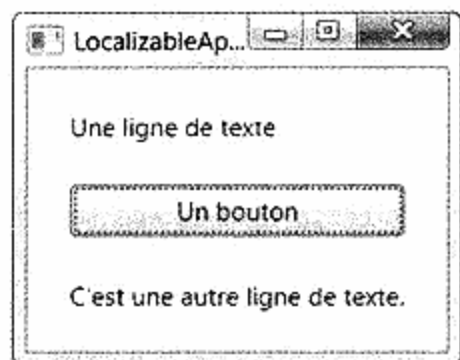 LocalizableAp...
Une ligne de texte
Un bouton
C'est une autre ligne de texte.